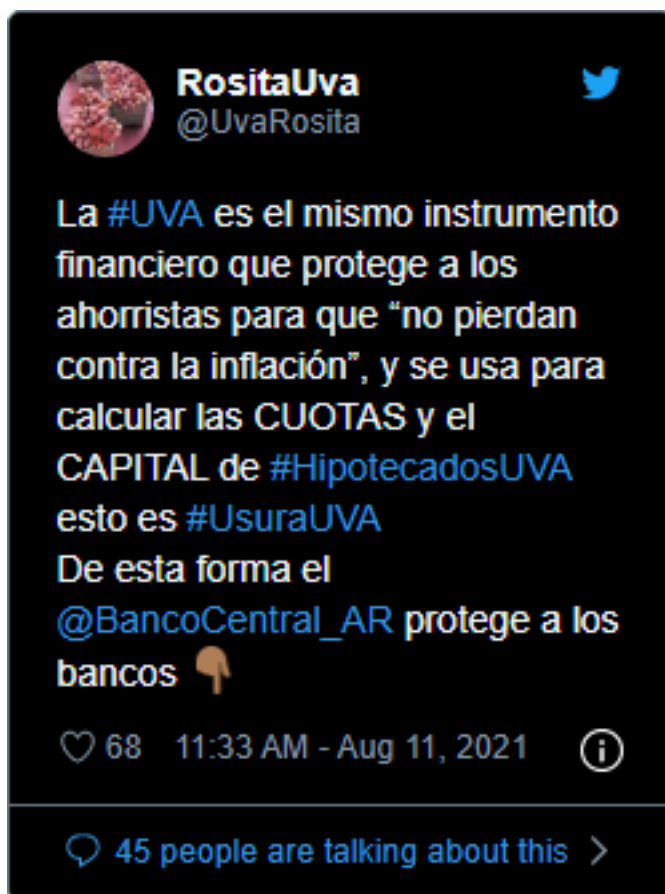 RositaUva
@UvaRosita
La #UVA es el mismo instrumento
financiero que protege a los
ahorristas para que “no pierdan
contra la inflación”, y se usa para
calcular las CUOTAS y el
CAPITAL de #HipotecadosUVA
esto es #UsuraUVA
De esta forma el
@BancoCentral_AR protege a los
bancos 👇🏽
68 11:33 AM - Aug 11, 2021
45 people are talking about this